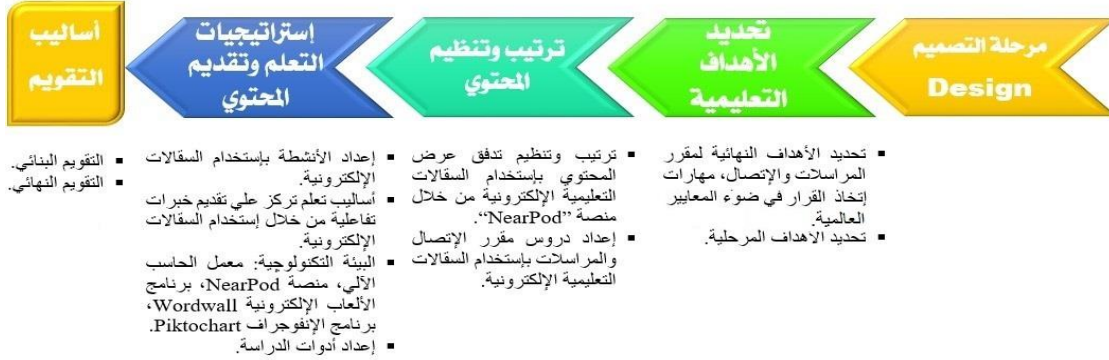 مرحلة التصميم
Design
تحديد
الأهداف
التعليمية
ترتيب وتنظيم
المحتوي
إستراتيجيات
التعلم وتقديم
المحتوي
أساليب
التقويم
▪ تحديد الأهداف النهائية لمقرر
المراسلات والإتصال، مهارات
إتخاذ القرار في ضوء المعايير
العالمية.
▪ تحديد الأهداف المرحلية.
▪ ترتيب وتنظيم تدفق عرض
المحتوي بإستخدام السقالات
التعليمية الإلكترونية من خلال
منصة “NearPod”.
▪ إعداد دروس مقرر الإتصال
والمراسلات بإستخدام السقالات
التعليمية الإلكترونية.
▪ إعداد الأنشطة بإستخدام السقالات
الإلكترونية.
▪ أساليب تعلم تركز علي تقديم خبرات
تفاعلية من خلال إستخدام السقالات
الإلكترونية.
▪ البيئة التكنولوجية: معمل الحاسب
الآلي، منصة NearPod، برنامج
الألعاب الإلكترونية Wordwall،
برنامج الإنفوجراف Piktochart.
▪ إعداد أدوات الدراسة.
▪ التقويم البنائي.
▪ التقويم النهائي.